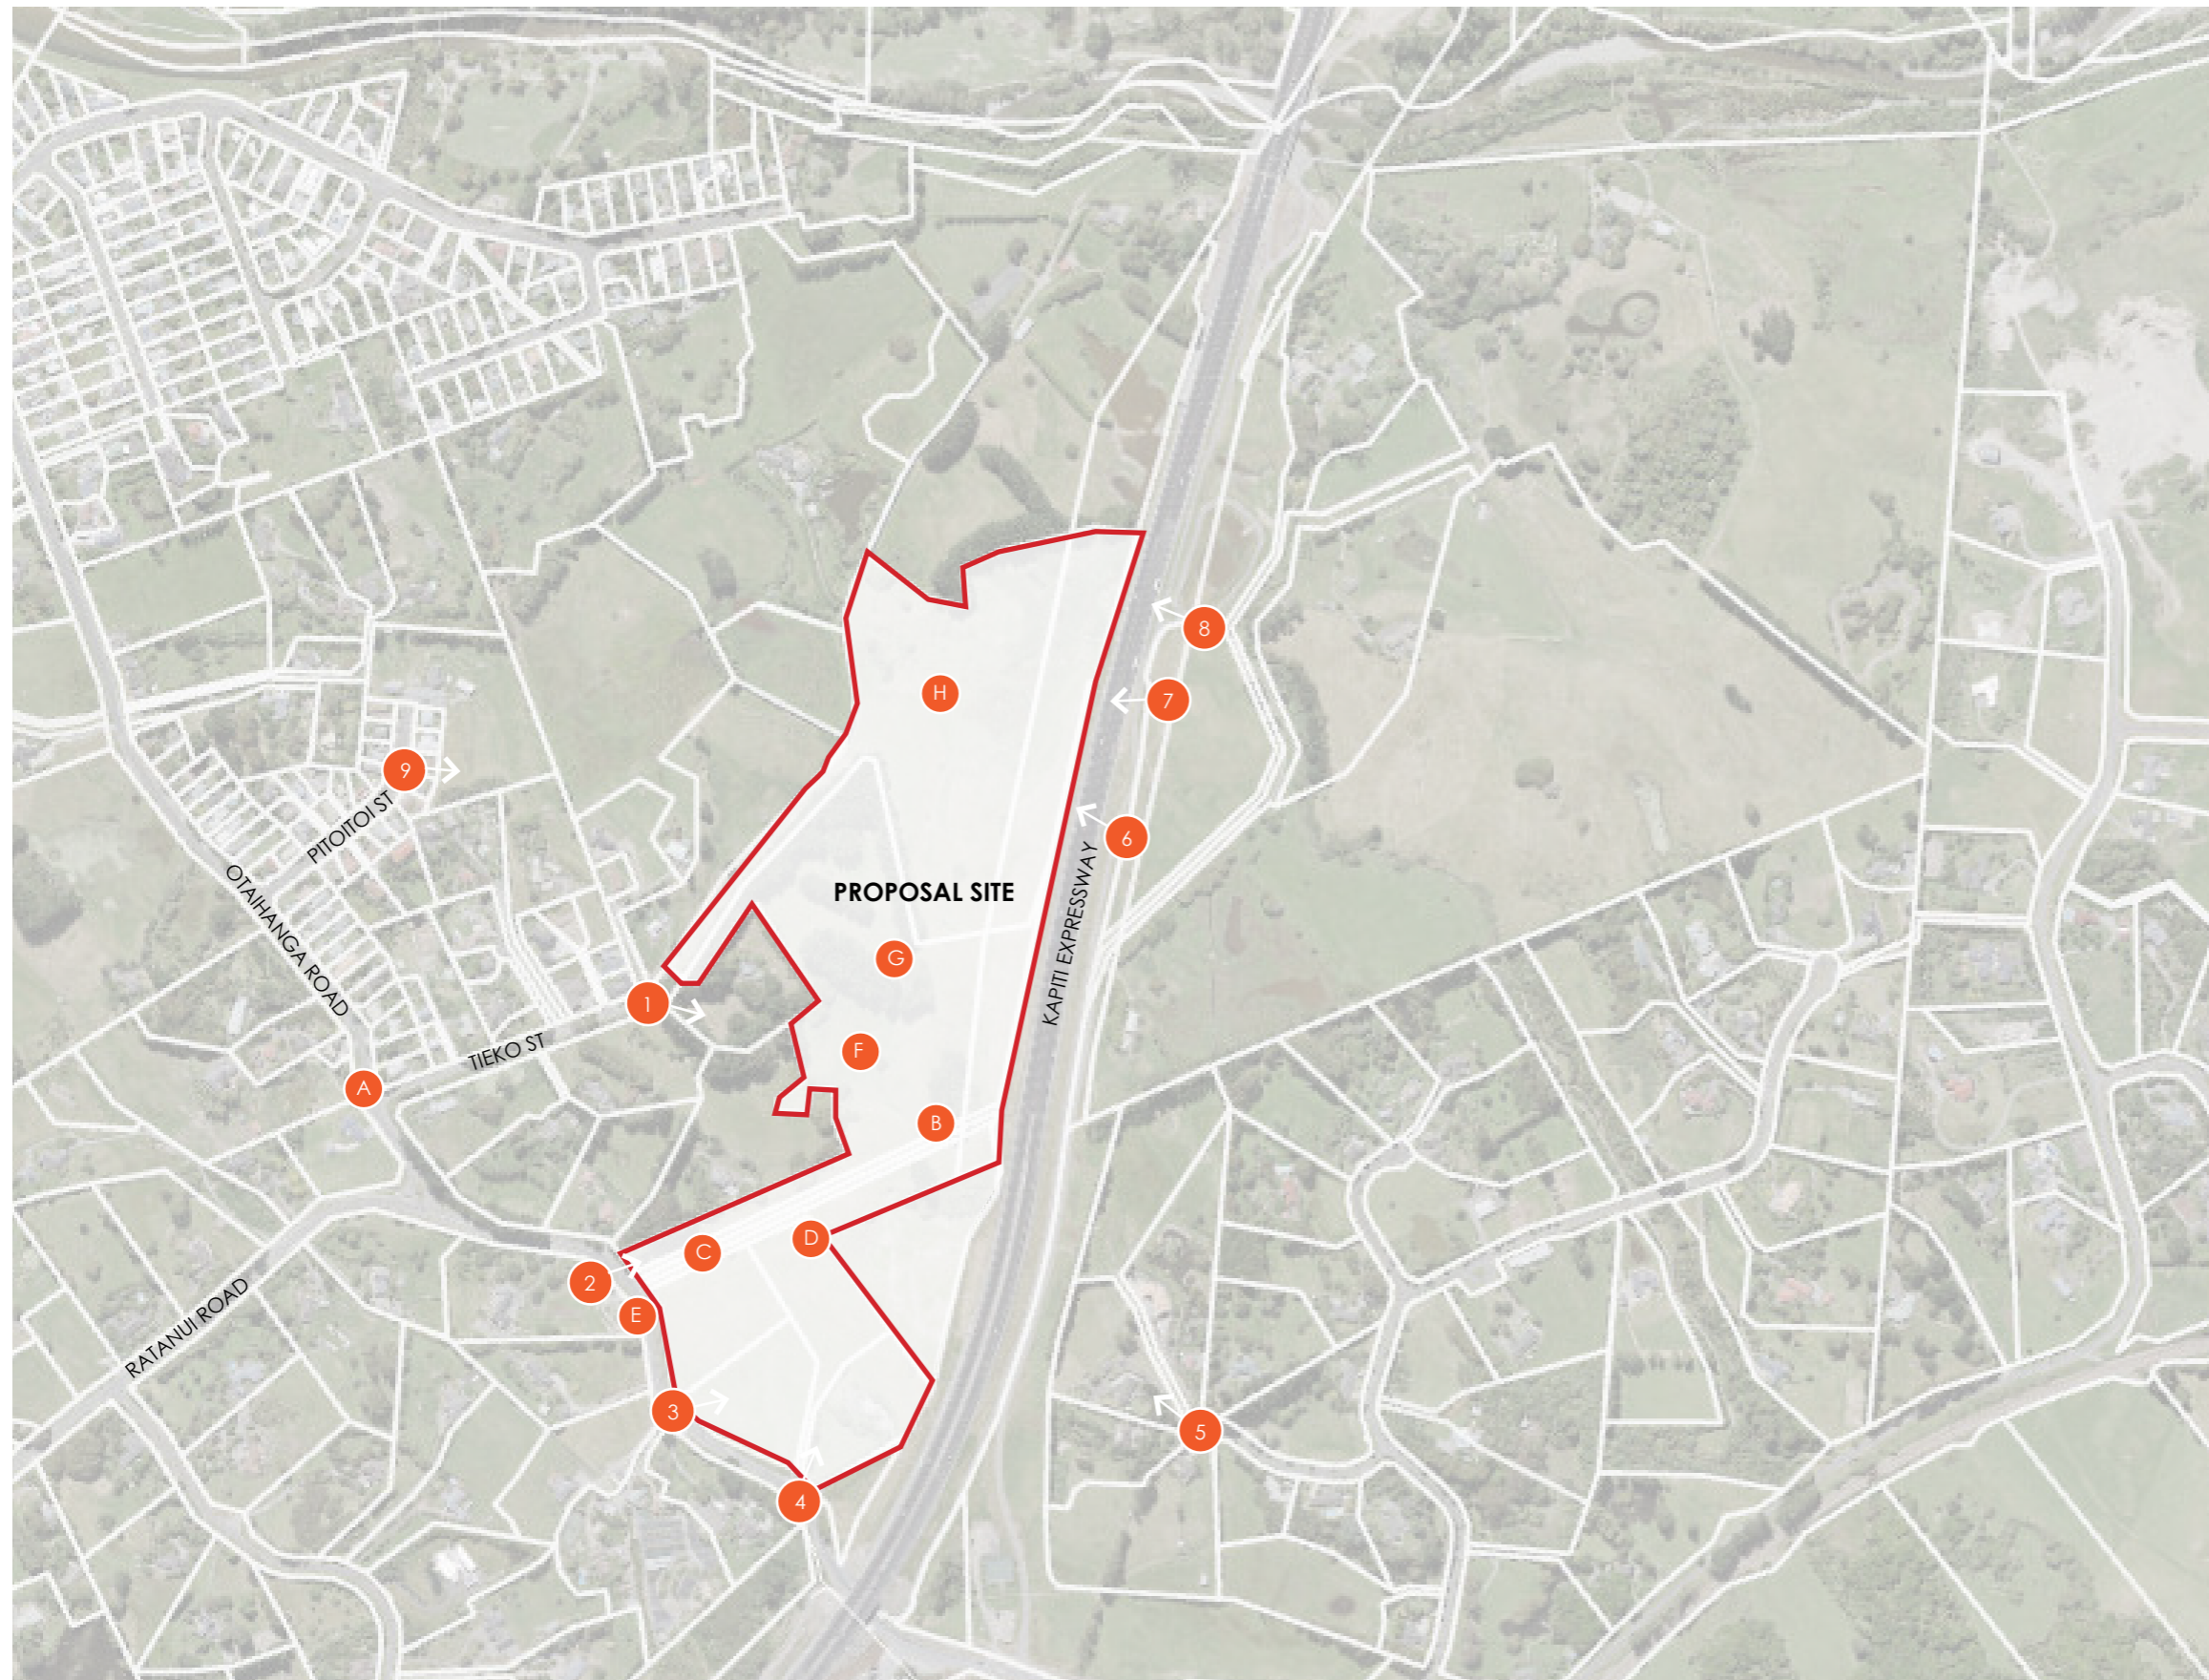 8
H
7
9
PITOITOI ST
6
KAPITI EXPRESSWAY
PROPOSAL SITE
OTAIHANGA ROAD
G
1
TIEKO ST
F
A
B
D
C
2
E
RATANUI ROAD
3
5
4